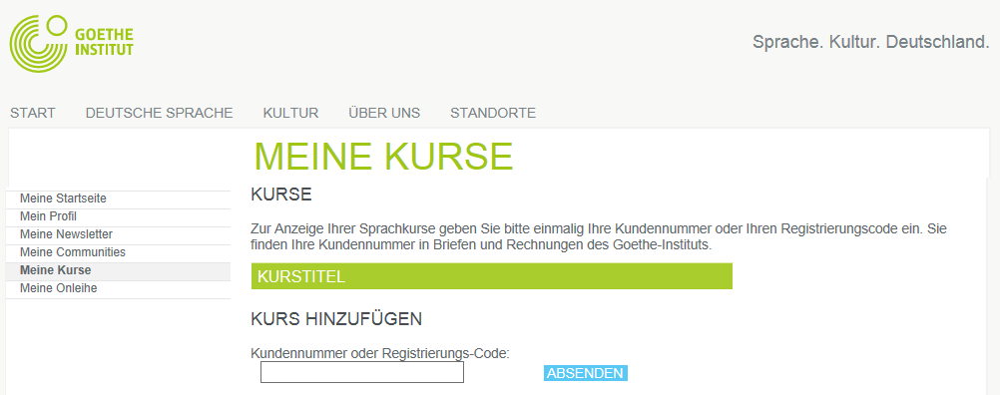 GOETHE
INSTITUT
Sprache. Kultur. Deutschland.
START DEUTSCHE SPRACHE KULTUR ÜBER UNS STANDORTE
MEINE KURSE
Meine Startseite
Mein Profil
Meine Newsletter
Meine Communities
Meine Kurse
Meine Onleihe
KURSE
Zur Anzeige Ihrer Sprachkurse geben Sie bitte einmalig Ihre Kundennummer oder Ihren Registrierungscode ein. Sie
finden Ihre Kundennummer in Briefen und Rechnungen des Goethe-Instituts.
KURSTITEL
KURS HINZUFÜGEN
Kundennummer oder Registrierungs-Code:
ABSENDEN